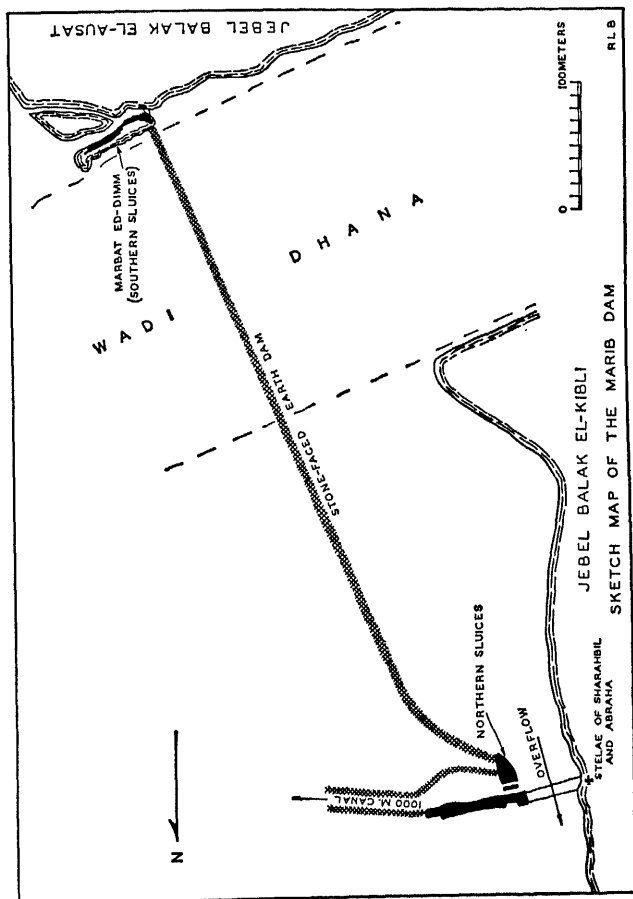 JEBEL BALAK EL-AUSAT
MARBAT ED-DIMM
(SOUTHERN SLUICES)
WADI
DHANA
STONE-FACED EARTH DAM
N
1000 M. CANAL
NORTHERN SLUICES
OVERFLOW
STELAE OF SHARAHBIL
AND ABRAHA
JEBEL BALAK EL-KIBLI
SKETCH MAP OF THE MARIB DAM
0 100METERS
RLB